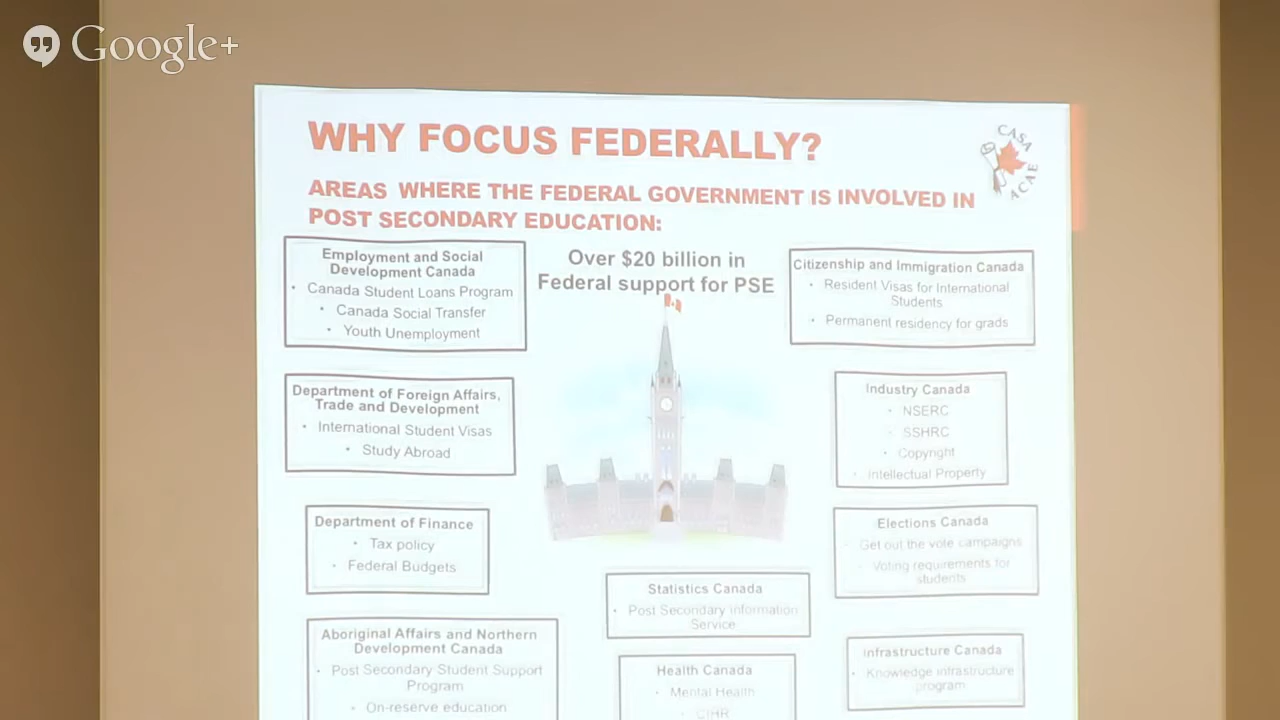 Google+
WHY FOCUS FEDERALLY?
CASA
ACAE
AREAS WHERE THE FEDERAL GOVERNMENT IS INVOLVED IN
POST SECONDARY EDUCATION:
Employment and Social
Development Canada
• Canada Student Loans Program
• Canada Social Transfer
• Youth Unemployment
Over $20 billion in
Federal support for PSE
Citizenship and Immigration Canada
• Resident Visas for International
Students
• Permanent residency for grads
Department of Foreign Affairs,
Trade and Development
• International Student Visas
• Study Abroad
Industry Canada
• NSERC
• SSHRC
• Copyright
• Intellectual Property
Department of Finance
• Tax policy
• Federal Budgets
Elections Canada
• Get out the vote campaigns
• Voting requirements for
students
Statistics Canada
• Post Secondary Information
Service
Aboriginal Affairs and Northern
Development Canada
• Post Secondary Student Support
Program
• On-reserve education
Health Canada
• Mental Health
• CIHR
Infrastructure Canada
• Knowledge infrastructure
program